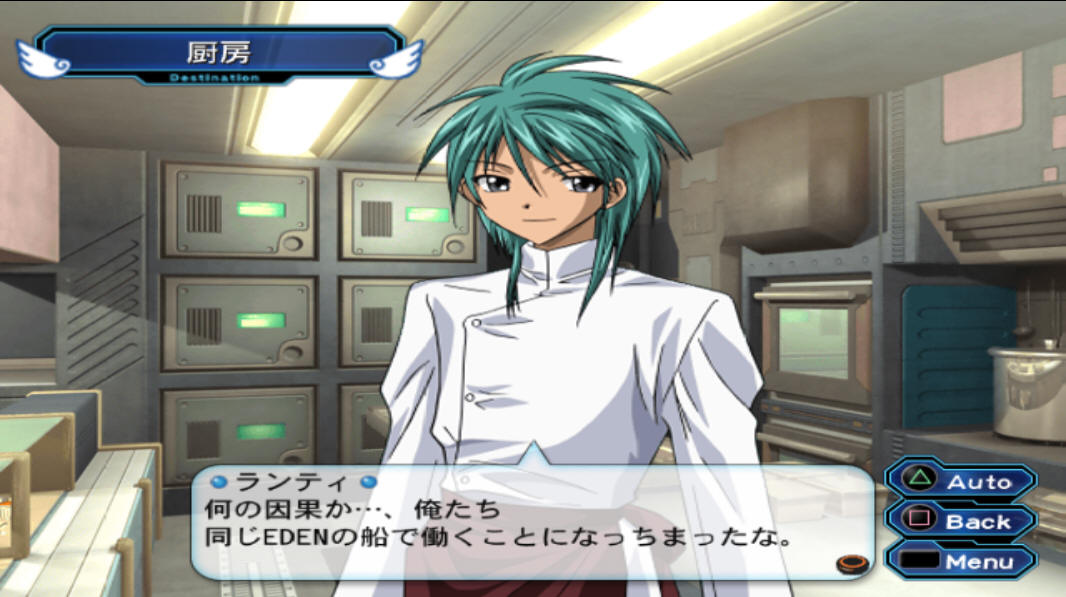 厨房
Destination
ランティ
何の因果か…、俺たち
同じEDENの船で働くことになっちまったな。
Auto
Back
Menu